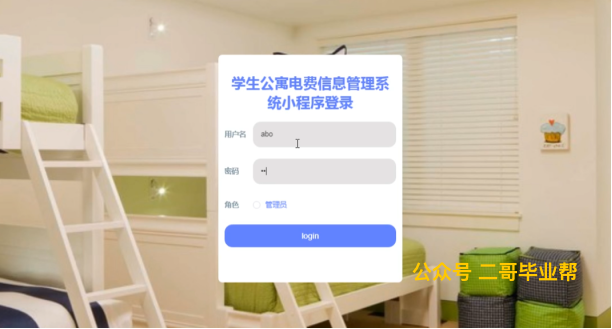 学生公寓电费信息管理系
统小程序登录
用户名 abo
密码 ••
角色 管理员
login
公众号 二哥毕业帮